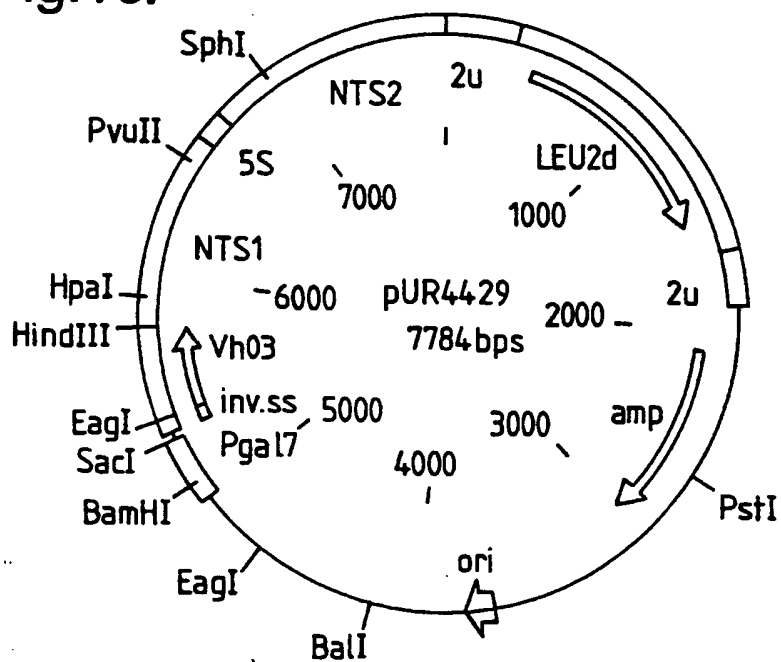 SphI
NTS2
2u
PvuII
5S
LEU2d
7000
1000
NTS1
HpaI
6000
pUR4429
2u
HindIII
Vh03
7784bps
2000
inv.ss
5000
amp
EagI
Pgal7
3000
SacI
4000
BamHI
PstI
EagI
ori
BalI